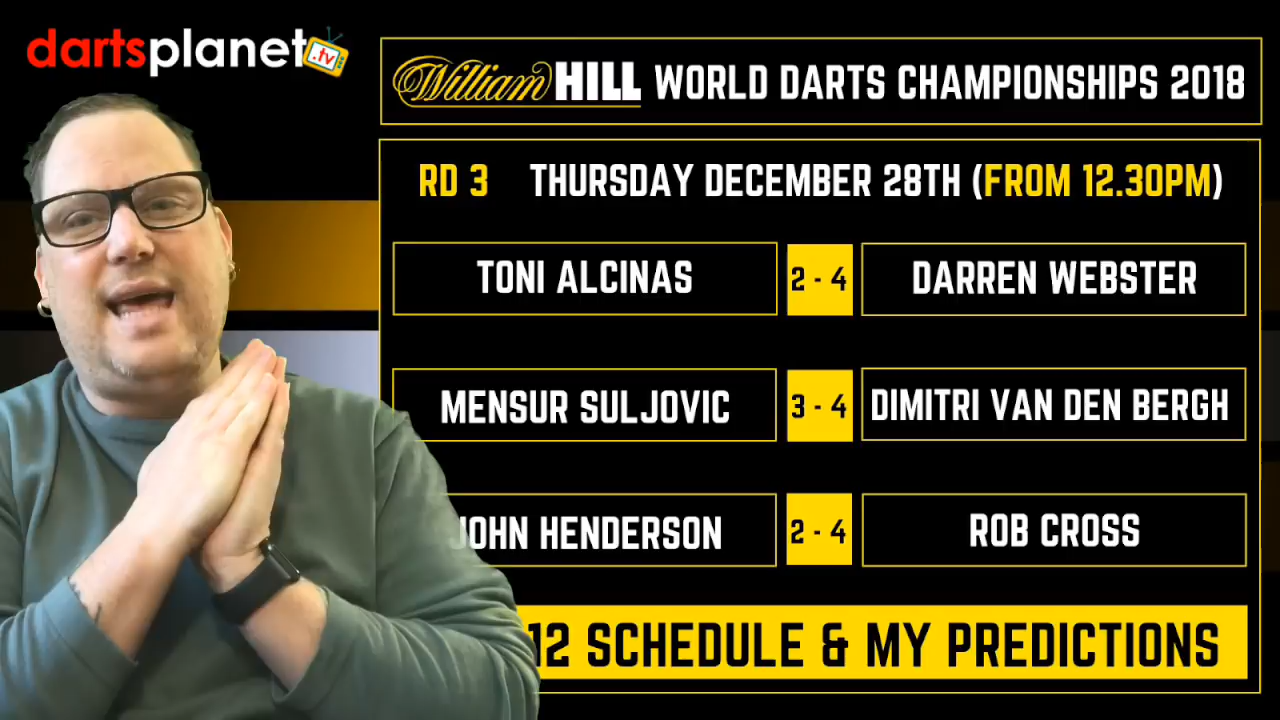 dartsplanet.tv
William HILL WORLD DARTS CHAMPIONSHIPS 2018
RD 3 THURSDAY DECEMBER 28TH (FROM 12.30PM)
TONI ALCINAS 2 - 4 DARREN WEBSTER
MENSUR SULJOVIC 3 - 4 DIMITRI VAN DEN BERGH
JOHN HENDERSON 2 - 4 ROB CROSS
12 SCHEDULE & MY PREDICTIONS